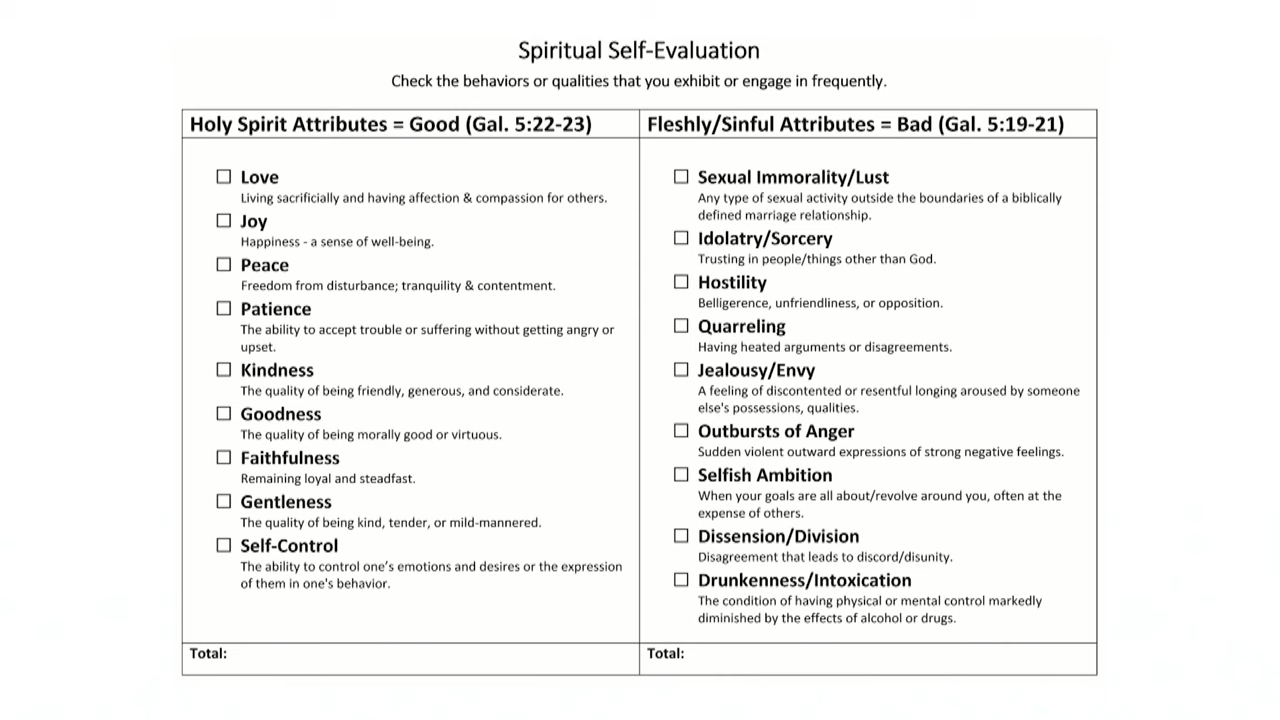 Spiritual Self-Evaluation
Check the behaviors or qualities that you exhibit or engage in frequently.
Holy Spirit Attributes = Good (Gal. 5:22-23)
Love
Living sacrificially and having affection & compassion for others.
Joy
Happiness - a sense of well-being.
Peace
Freedom from disturbance; tranquility & contentment.
Patience
The ability to accept trouble or suffering without getting angry or
upset.
Kindness
The quality of being friendly, generous, and considerate.
Goodness
The quality of being morally good or virtuous.
Faithfulness
Remaining loyal and steadfast.
Gentleness
The quality of being kind, tender, or mild-mannered.
Self-Control
The ability to control one's emotions and desires or the expression
of them in one's behavior.
Total:
Fleshly/Sinful Attributes = Bad (Gal. 5:19-21)
Sexual Immorality/Lust
Any type of sexual activity outside the boundaries of a biblically
defined marriage relationship.
Idolatry/Sorcery
Trusting in people/things other than God.
Hostility
Belligerence, unfriendliness, or opposition.
Quarreling
Having heated arguments or disagreements.
Jealousy/Envy
A feeling of discontented or resentful longing aroused by someone
else's possessions, qualities.
Outbursts of Anger
Sudden violent outward expressions of strong negative feelings.
Selfish Ambition
When your goals are all about/revolve around you, often at the
expense of others.
Dissension/Division
Disagreement that leads to discord/disunity.
Drunkenness/Intoxication
The condition of having physical or mental control markedly
diminished by the effects of alcohol or drugs.
Total: